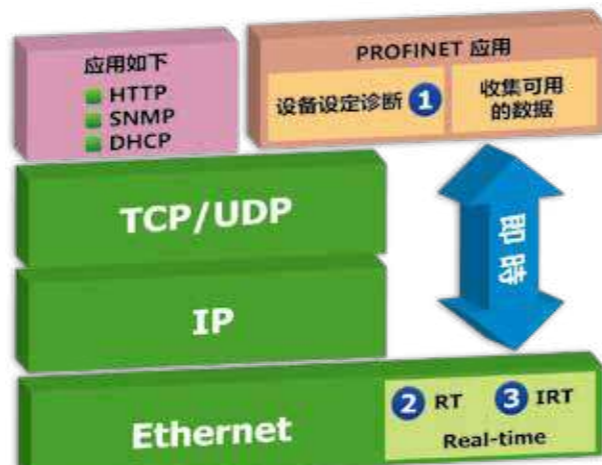 应用如下
HTTP
SNMP
DHCP
PROFINET 应用
设备设定诊断 1
收集可用
的数据
TCP/UDP
即時
IP
2 RT 3 IRT
Real-time
Ethernet